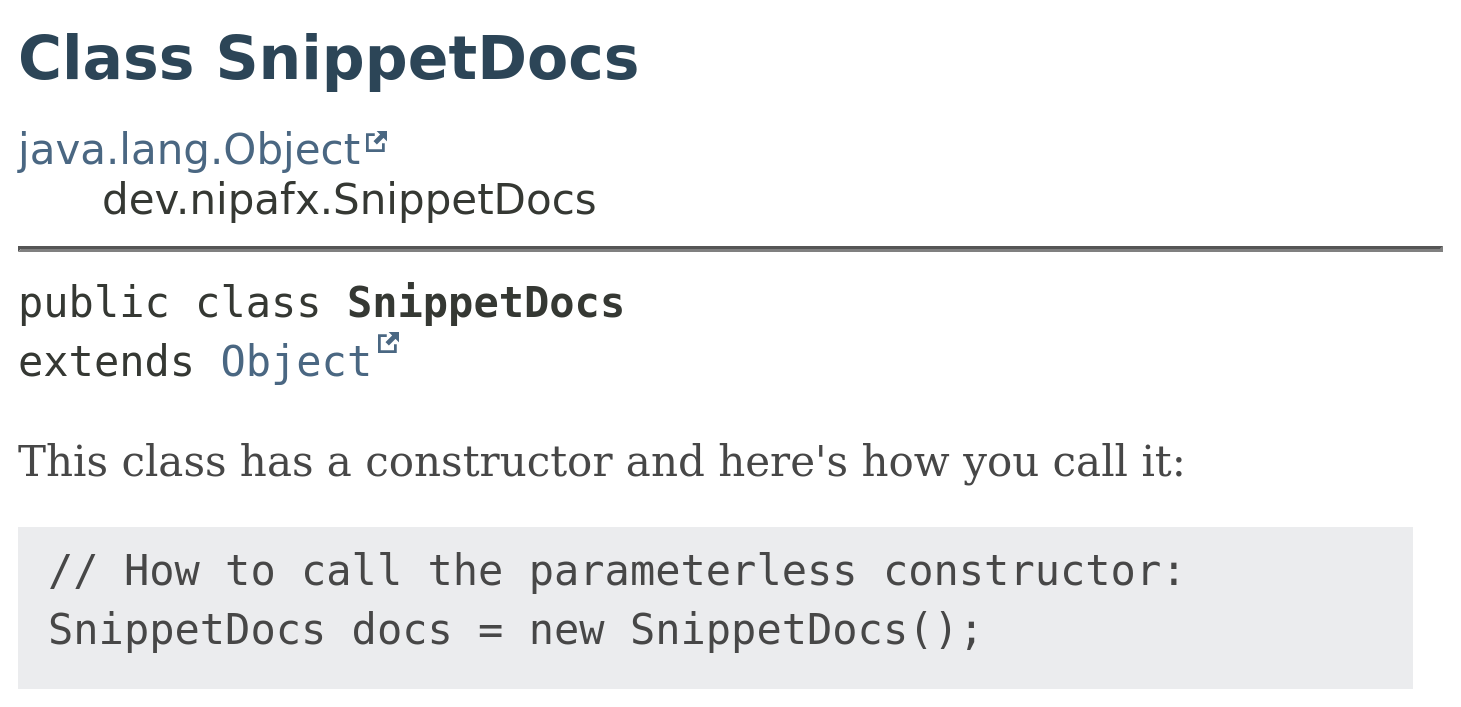 Class SnippetDocs
java.lang.Object
dev.nipafx.SnippetDocs
public class SnippetDocs
extends Object
This class has a constructor and here's how you call it:
// How to call the parameterless constructor:
SnippetDocs docs = new SnippetDocs();